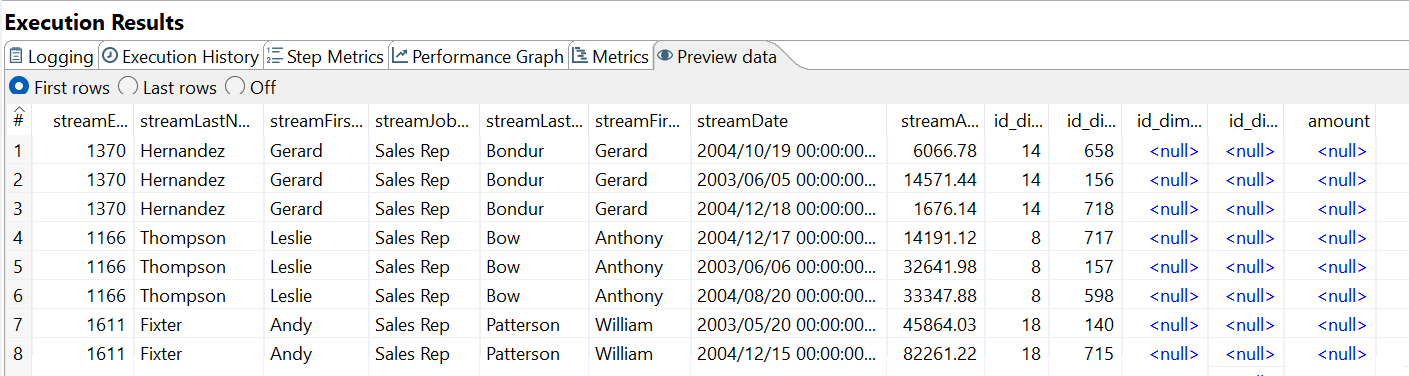 Execution Results
Logging Execution History Step Metrics Performance Graph Metrics Preview data
First rows Last rows Off
# streamE... streamLastN... streamFirs... streamJob... streamLast... streamFir... streamDate streamA... id_di... id_di... id_dim... id_di... amount
1 1370 Hernandez Gerard Sales Rep Bondur Gerard 2004/10/19 00:00:00... 6066.78 14 658 <null> <null> <null>
2 1370 Hernandez Gerard Sales Rep Bondur Gerard 2003/06/05 00:00:00... 14571.44 14 156 <null> <null> <null>
3 1370 Hernandez Gerard Sales Rep Bondur Gerard 2004/12/18 00:00:00... 1676.14 14 718 <null> <null> <null>
4 1166 Thompson Leslie Sales Rep Bow Anthony 2004/12/17 00:00:00... 14191.12 8 717 <null> <null> <null>
5 1166 Thompson Leslie Sales Rep Bow Anthony 2003/06/06 00:00:00... 32641.98 8 157 <null> <null> <null>
6 1166 Thompson Leslie Sales Rep Bow Anthony 2004/08/20 00:00:00... 33347.88 8 598 <null> <null> <null>
7 1611 Fixter Andy Sales Rep Patterson William 2003/05/20 00:00:00... 45864.03 18 140 <null> <null> <null>
8 1611 Fixter Andy Sales Rep Patterson William 2004/12/15 00:00:00... 82261.22 18 715 <null> <null> <null>